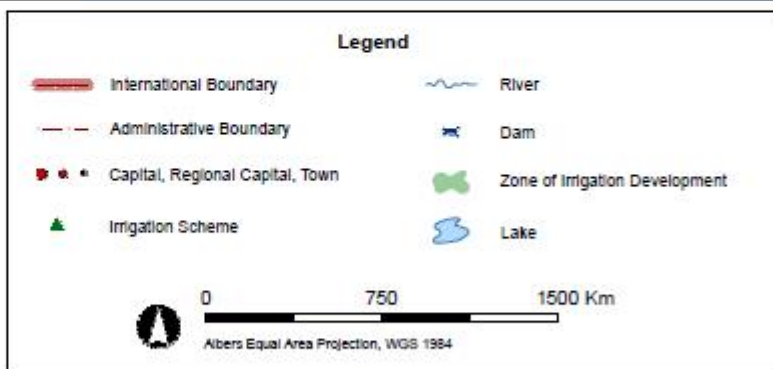 Legend
International Boundary
Administrative Boundary
Capital, Regional Capital, Town
Irrigation Scheme
River
Dam
Zone of Irrigation Development
Lake
0 750 1500 Km
Albers Equal Area Projection, WGS 1984